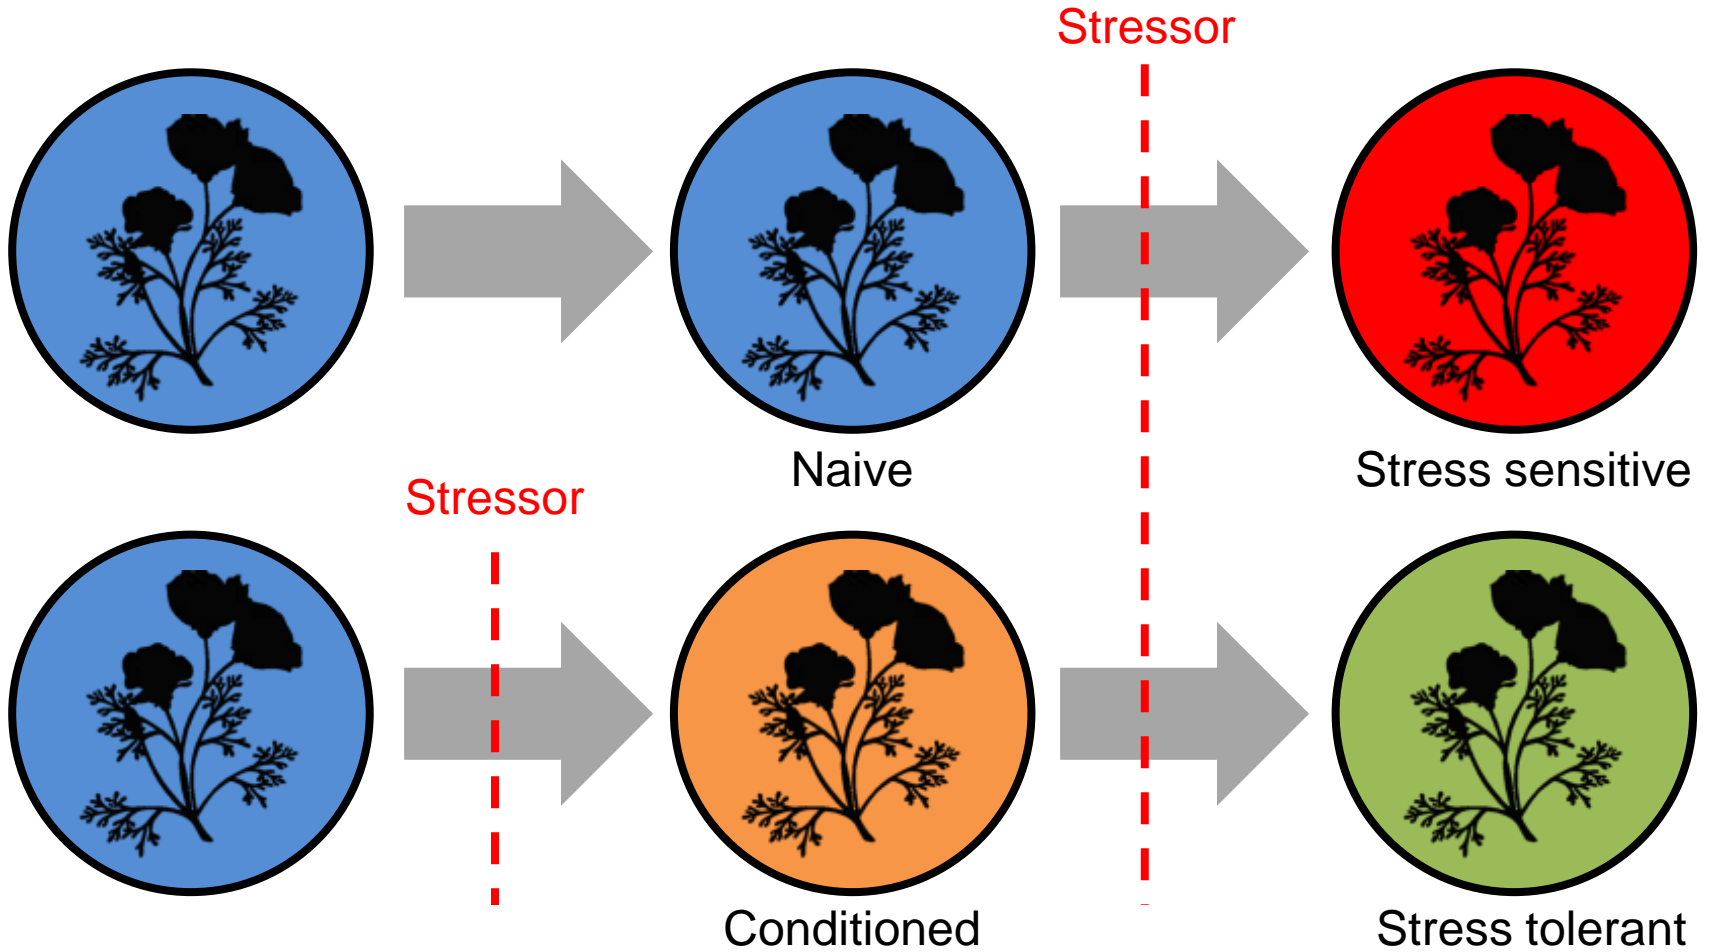 Stressor
Naive
Stress sensitive
Stressor
Conditioned
Stress tolerant